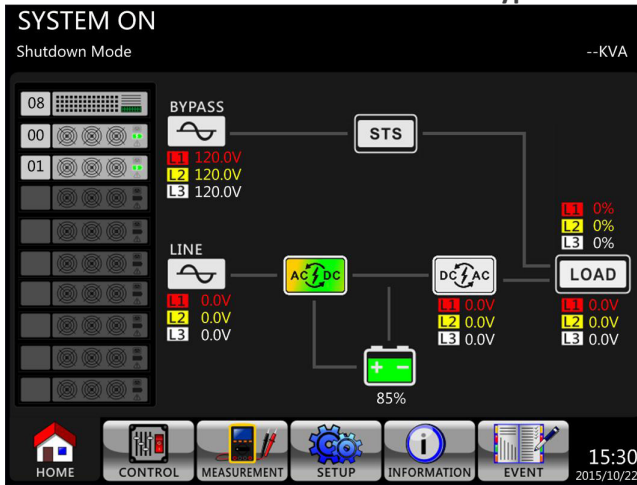 SYSTEM ON
Shutdown Mode
--KVA
08
00
01
BYPASS
L1 120.0V
L2 120.0V
L3 120.0V
STS
L1 0%
L2 0%
L3 0%
LINE
L1 0.0V
L2 0.0V
L3 0.0V
AC DC
DC AC
L1 0.0V
L2 0.0V
L3 0.0V
LOAD
L1 0.0V
L2 0.0V
L3 0.0V
+ -
85%
HOME
CONTROL
MEASUREMENT
SETUP
INFORMATION
EVENT
15:30
2015/10/22